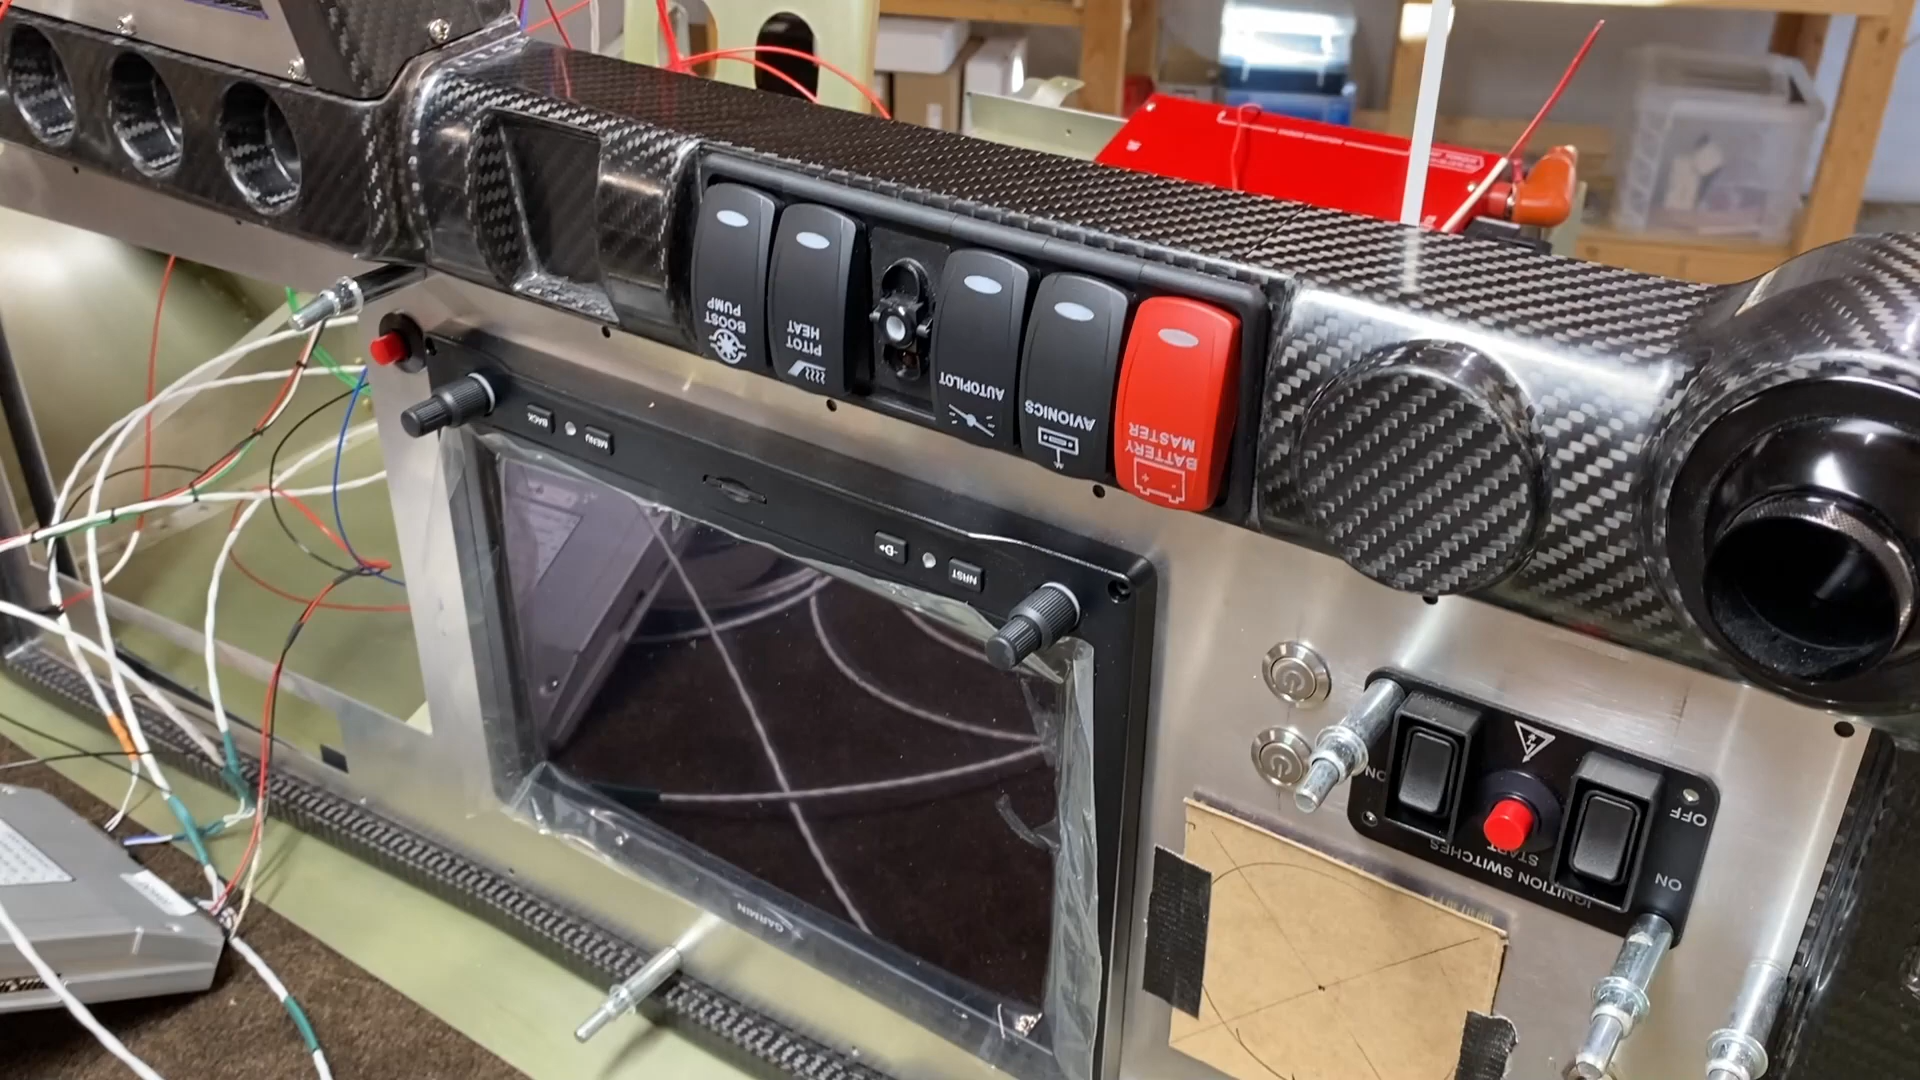 BOOST
PUMP
PITOT
HEAT
AUTOPILOT
AVIONICS
BATTERY
MASTER
BACK
MENU
NRST
GARMIN
ON
OFF
START
ON
IGNITION SWITCHES